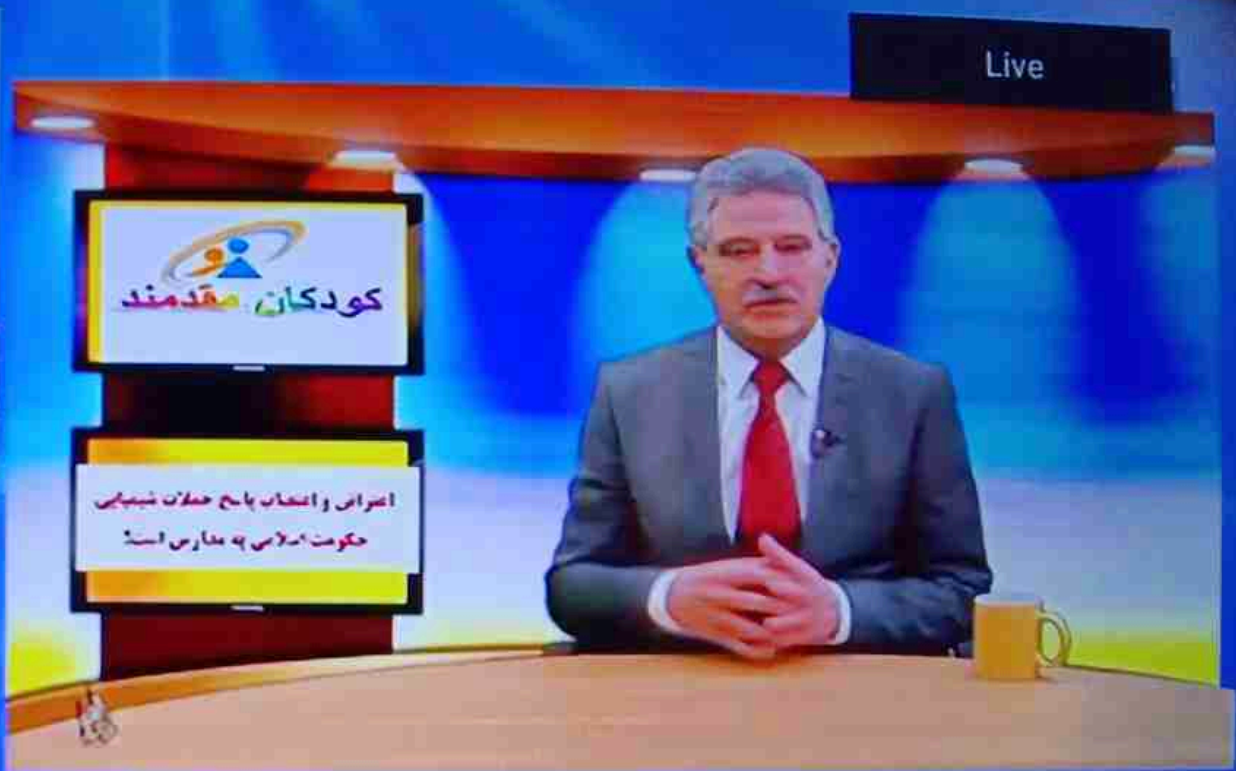 Live
کودکان مقدمند
اعتراض و اعتصاب پاسخ حملات شیمیایی
حکومت اسلامی به مدارس است!